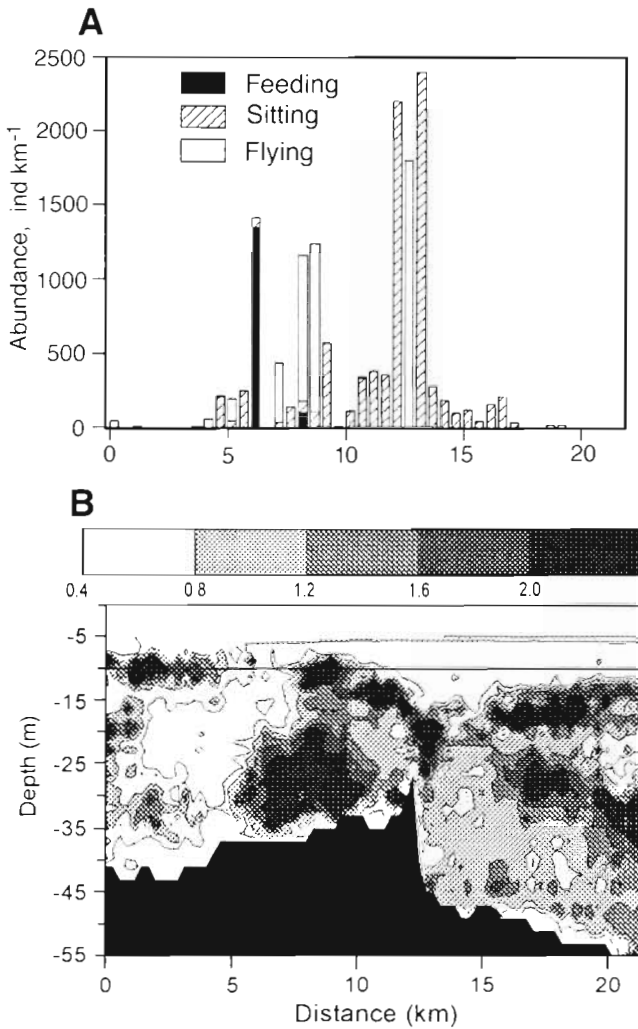 A
2500
2000
1500
1000
500
0
Abundance, ind km⁻¹
Feeding
Sitting
Flying
0 5 10 15 20
B
0.4 0.8 1.2 1.6 2.0
-5
-15
-25
-35
-45
-55
Depth (m)
0 5 10 15 20
Distance (km)